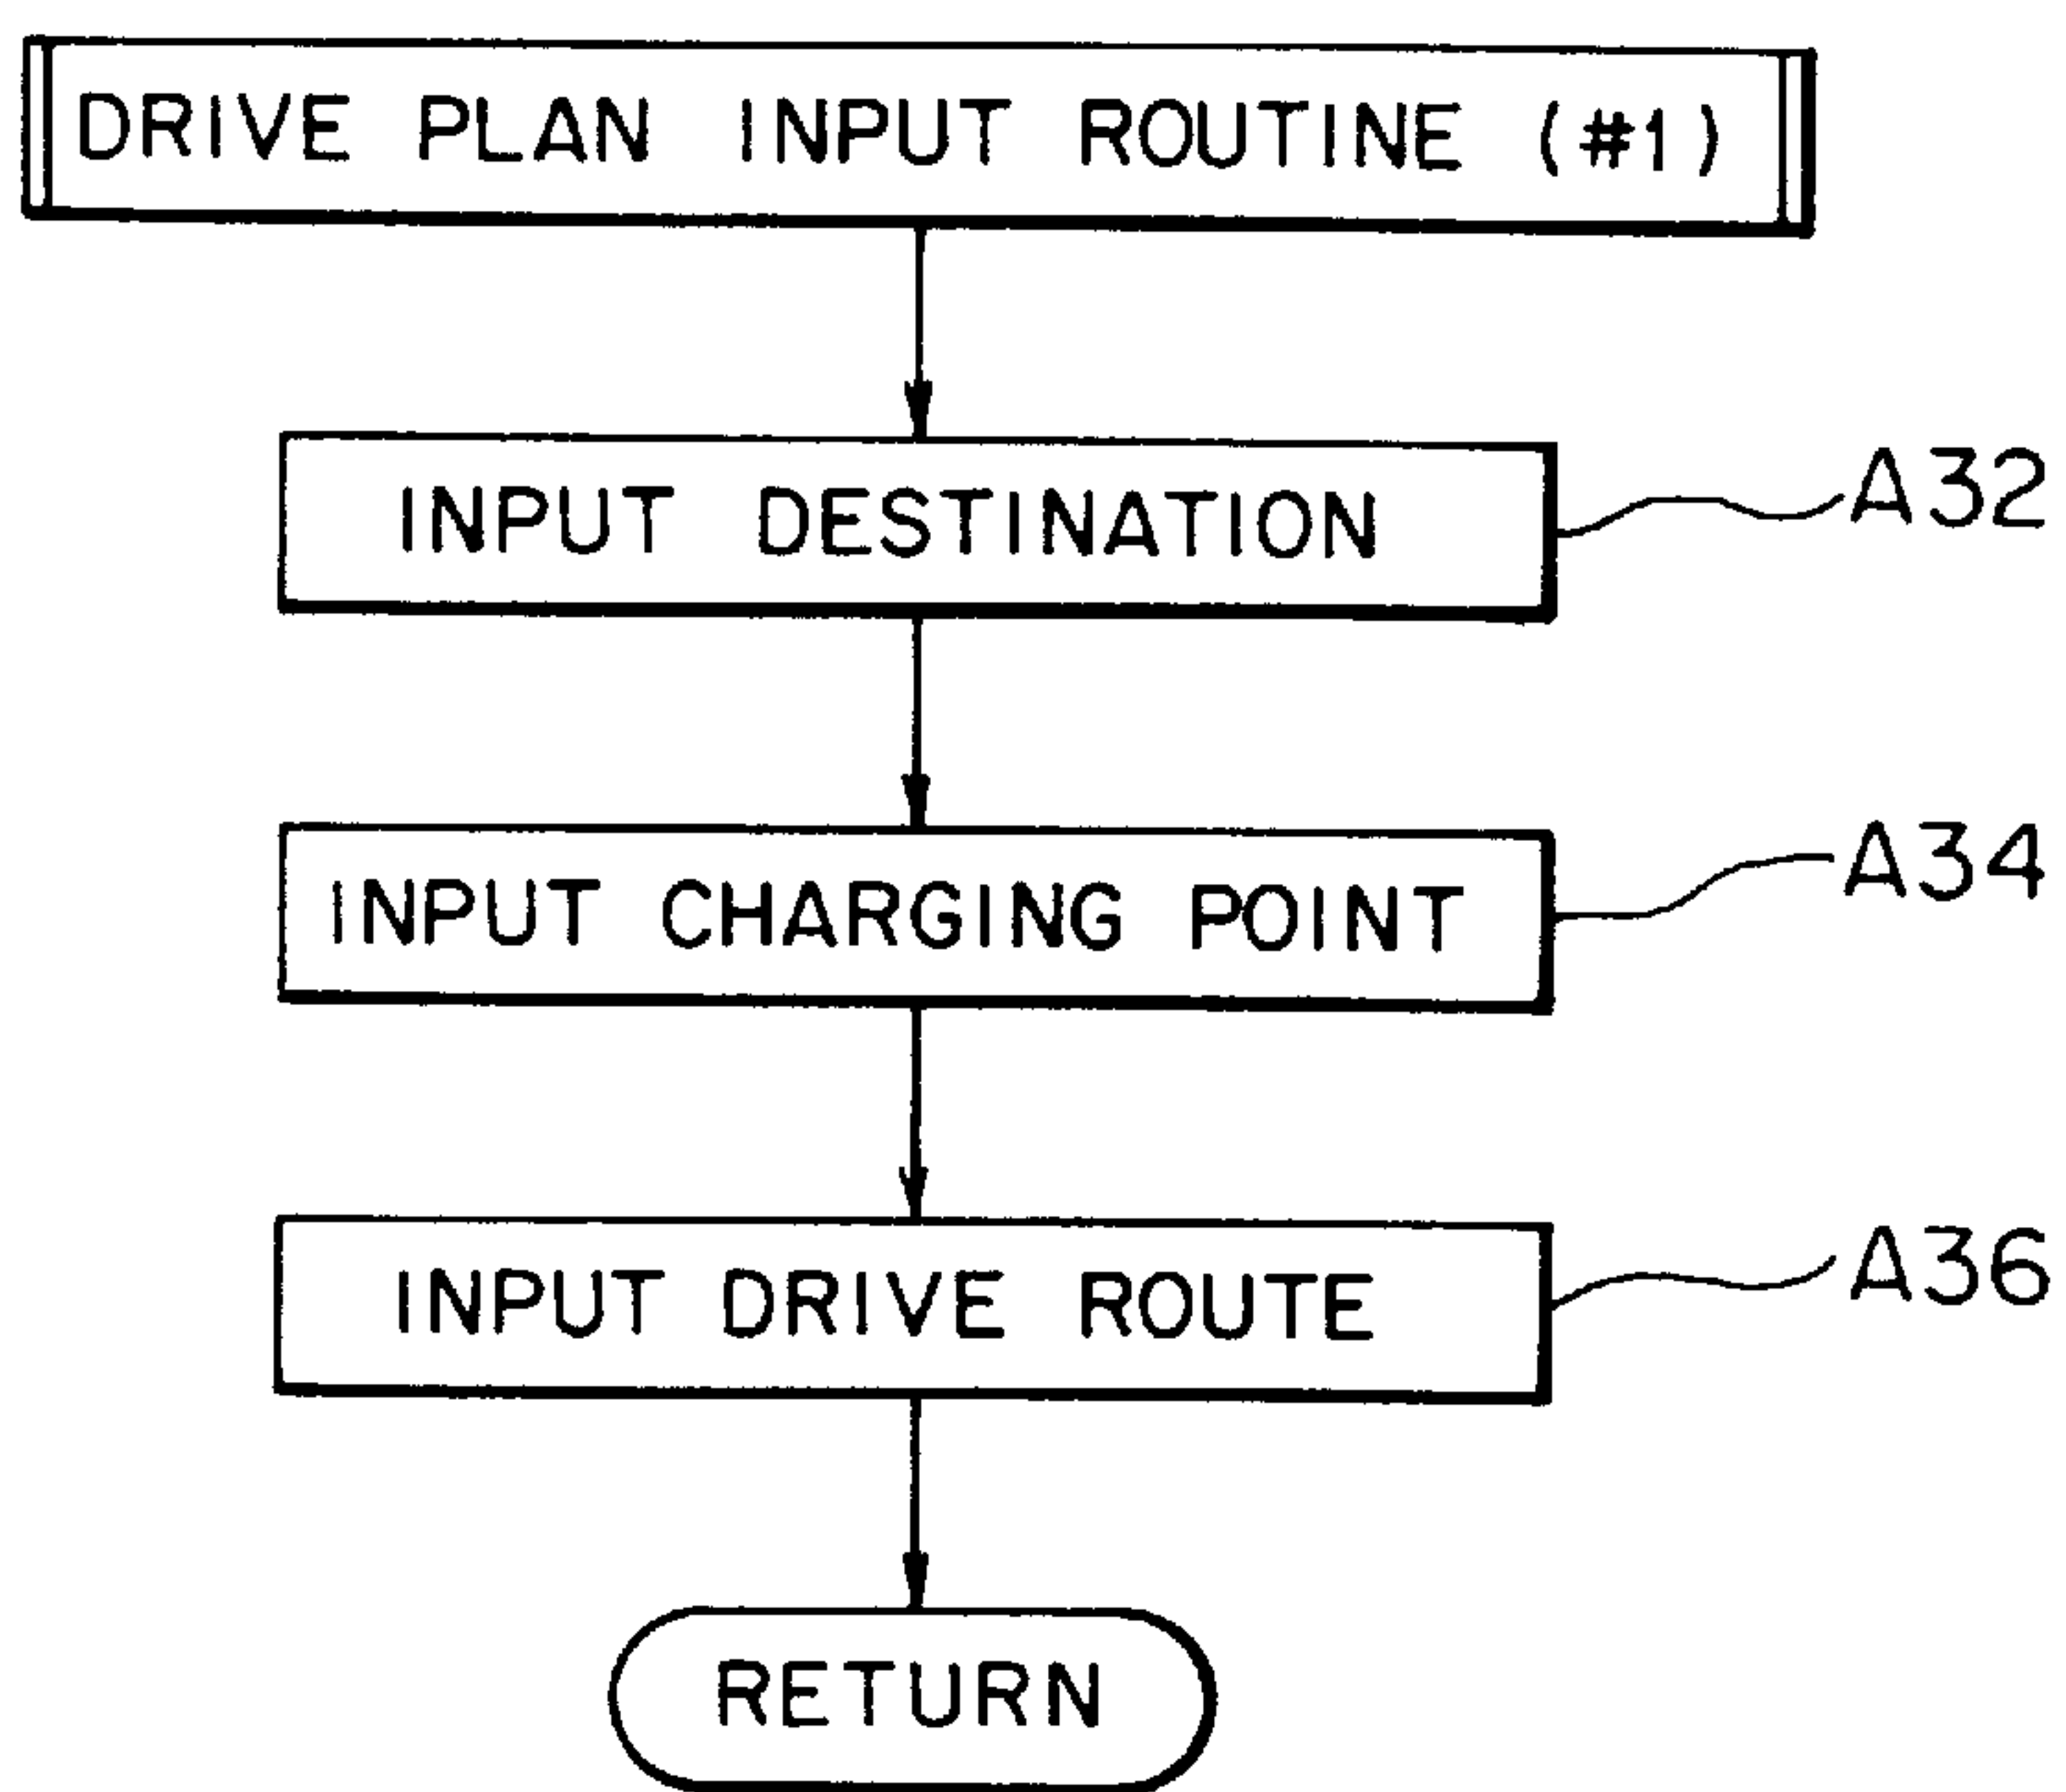 DRIVE PLAN INPUT ROUTINE (#1)
INPUT DESTINATION
A32
INPUT CHARGING POINT
A34
INPUT DRIVE ROUTE
A36
RETURN